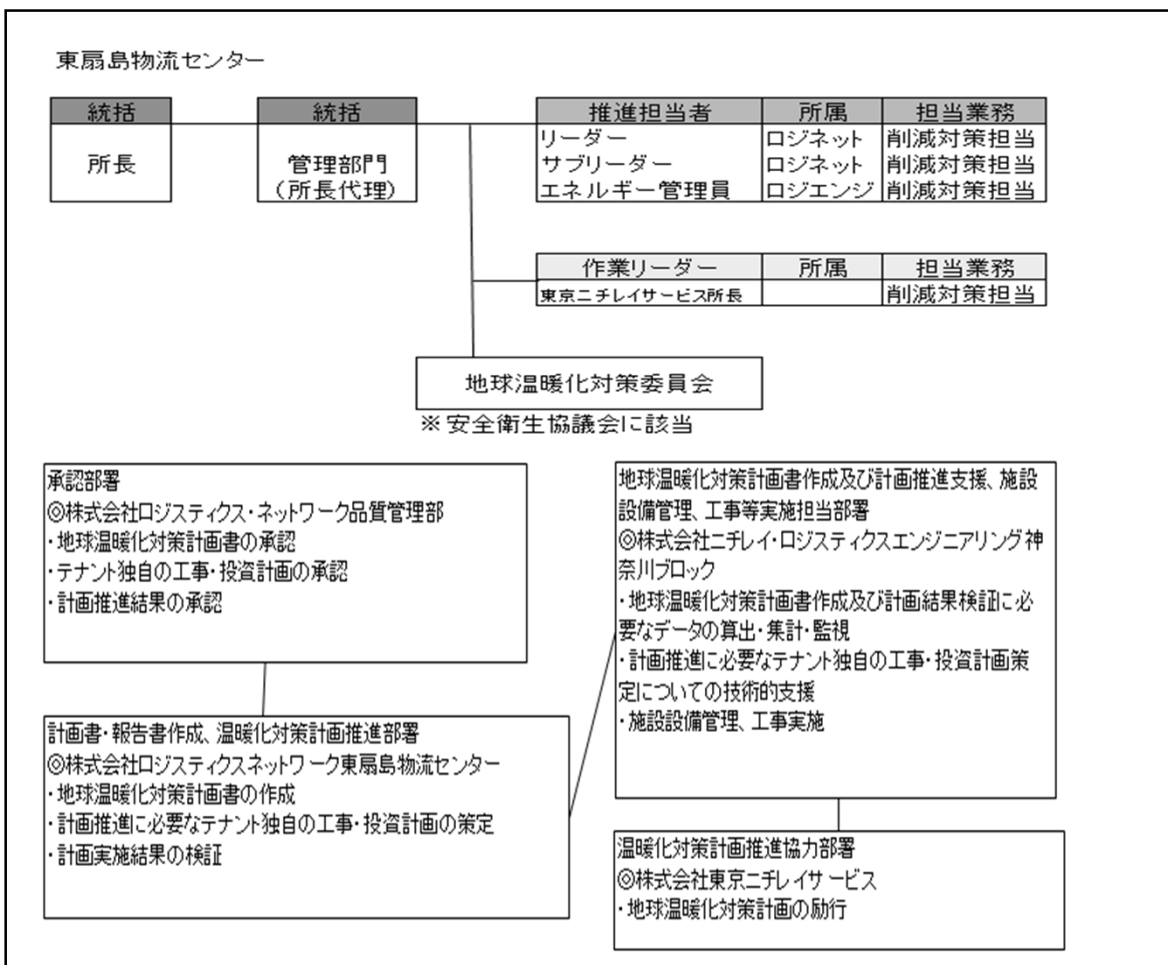 東扇島物流センター
統括
所長
統括
管理部門
(所長代理)
推進担当者 所属 担当業務
リーダー ロジネット 削減対策担当
サブリーダー ロジネット 削減対策担当
エネルギー管理員 ロジエンジ 削減対策担当
作業リーダー 所属 担当業務
東京ニチレイサービス所長 削減対策担当
地球温暖化対策委員会
※安全衛生協議会に該当
承認部署
◎株式会社ロジスティクス・ネットワーク品質管理部
・地球温暖化対策計画書の承認
・テナント独自の工事・投資計画の承認
・計画推進結果の承認
計画書・報告書作成、温暖化対策計画推進部署
◎株式会社ロジスティクスネットワーク東扇島物流センター
・地球温暖化対策計画書の作成
・計画推進に必要なテナント独自の工事・投資計画の策定
・計画実施結果の検証
地球温暖化対策計画書作成及び計画推進支援、施設
設備管理、工事等実施担当部署
◎株式会社ニチレイ・ロジスティクスエンジニアリング神
奈川ブロック
・地球温暖化対策計画書作成及び計画結果検証に必
要なデータの算出・集計・監視
・計画推進に必要なテナント独自の工事・投資計画策
定についての技術的支援
・施設設備管理、工事実施
温暖化対策計画推進協力部署
◎株式会社東京ニチレイサービス
・地球温暖化対策計画の励行